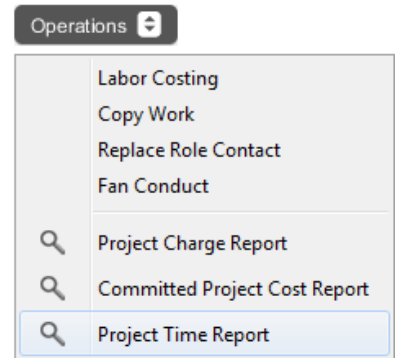 Operations
Labor Costing
Copy Work
Replace Role Contact
Fan Conduct
Project Charge Report
Committed Project Cost Report
Project Time Report